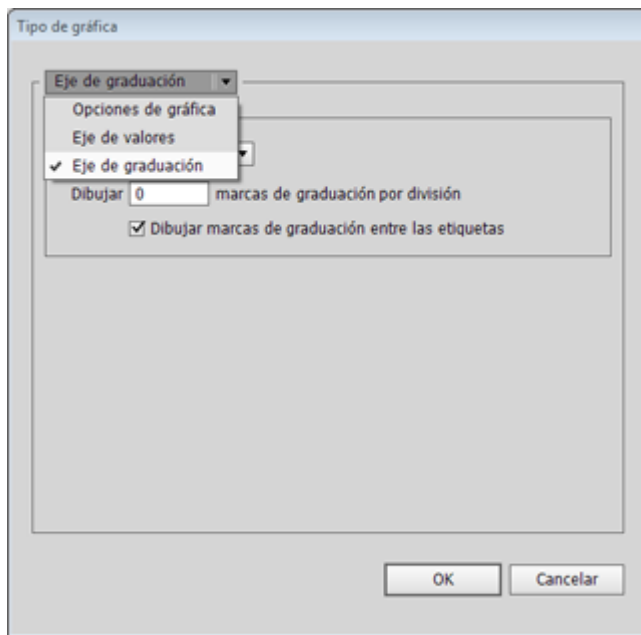 Tipo de gráfica
Eje de graduación
Opciones de gráfica
Eje de valores
Eje de graduación
Dibujar 0 marcas de graduación por división
Dibujar marcas de graduación entre las etiquetas
OK Cancelar